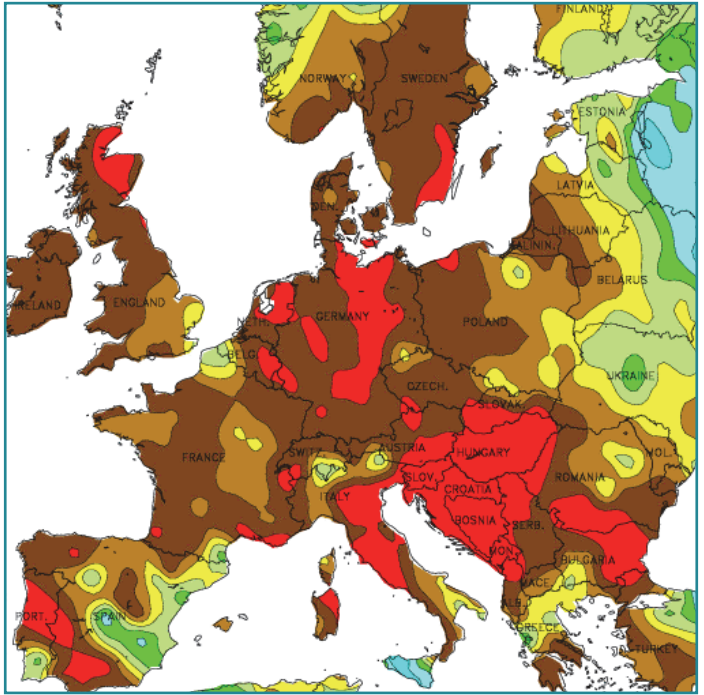 FINLAND
NORWAY
SWEDEN
ESTONIA
LATVIA
DEN.
LITHUANIA
KALININ.
IRELAND
ENGLAND
BELARUS
NETH.
GERMANY
POLAND
BELG.
UKRAINE
CZECH.
SLOVAK.
FRANCE
SWITZ.
AUSTRIA
HUNGARY
MOL.
SLOV.
ROMANIA
ITALY
CROATIA
BOSNIA
SERB.
MON.
BULGARIA
MACE.
ALB.
PORT.
SPAIN
GREECE
TURKEY